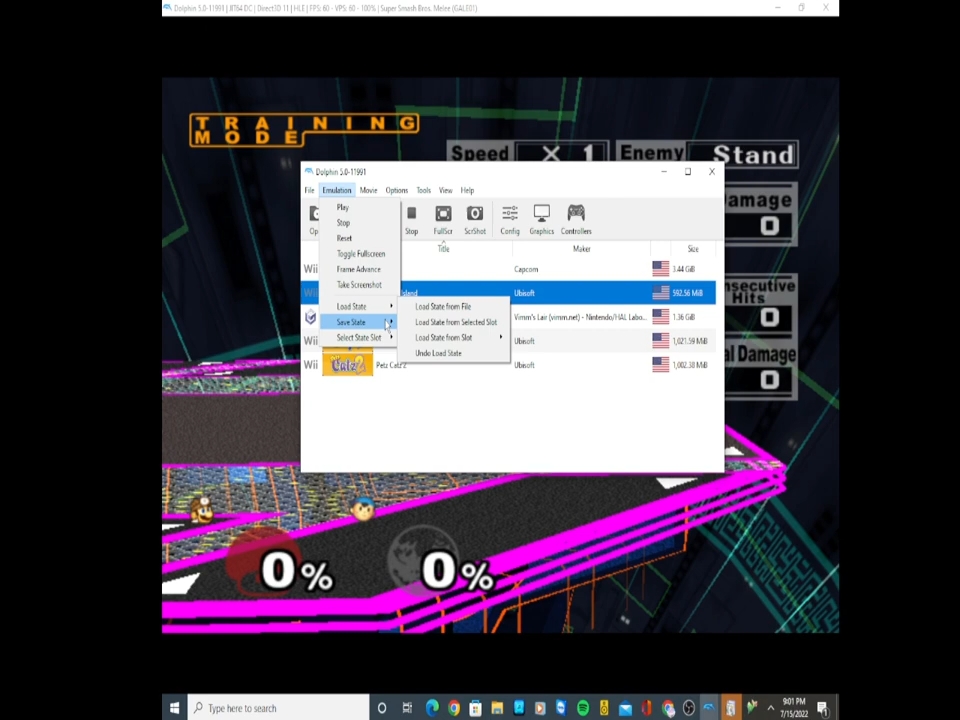 Dolphin 5.0-11991 | JIT64 DC | Direct3D 11 | HLE | FPS: 60 - VPS: 60 - 100% | Super Smash Bros. Melee (GALE01)
TRAINING
MODE
Speed × 1 Enemy Stand
Dolphin 5.0-11991
File Emulation Movie Options Tools View Help
Play
Stop
Reset
Toggle Fullscreen
Frame Advance
Take Screenshot
Load State
Save State
Select State Slot
Op
Stop FullScr ScrShot Config Graphics Controllers
Title Maker Size
Wii Capcom 3.44 GiB
Wii Island Ubisoft 592.56 MiB
Vimm's Lair (vimm.net) - Nintendo/HAL Labo... 1.36 GiB
Wii Ubisoft 1,021.59 MiB
Wii Catz 2 Petz Catz 2 Ubisoft 1,002.38 MiB
Load State from File
Load State from Selected Slot
Load State from Slot
Undo Load State
amage
0
nsecutive
Hits
0
al Damage
0
0% 0%
Type here to search
9:01 PM
7/15/2022